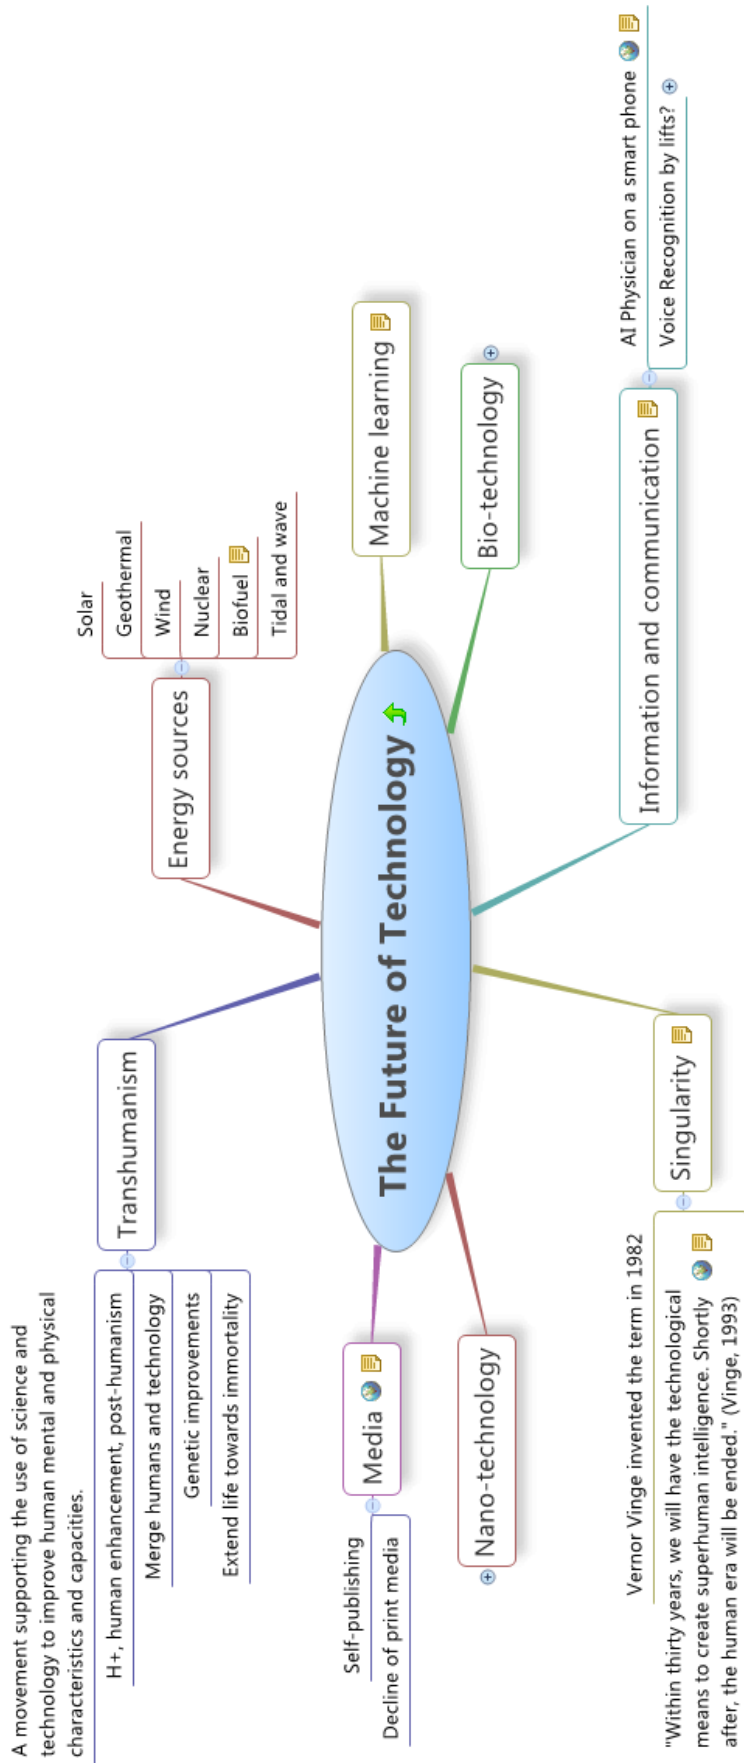 The Future of Technology
Machine learning
Bio-technology
Information and communication
AI Physician on a smart phone
Voice Recognition by lifts?
Singularity
Vernor Vinge invented the term in 1982
"Within thirty years, we will have the technological
means to create superhuman intelligence. Shortly
after, the human era will be ended." (Vinge, 1993)
Nano-technology
Media
Self-publishing
Decline of print media
Transhumanism
A movement supporting the use of science and
technology to improve human mental and physical
characteristics and capacities.
H+, human enhancement, post-humanism
Merge humans and technology
Genetic improvements
Extend life towards immortality
Energy sources
Solar
Geothermal
Wind
Nuclear
Biofuel
Tidal and wave